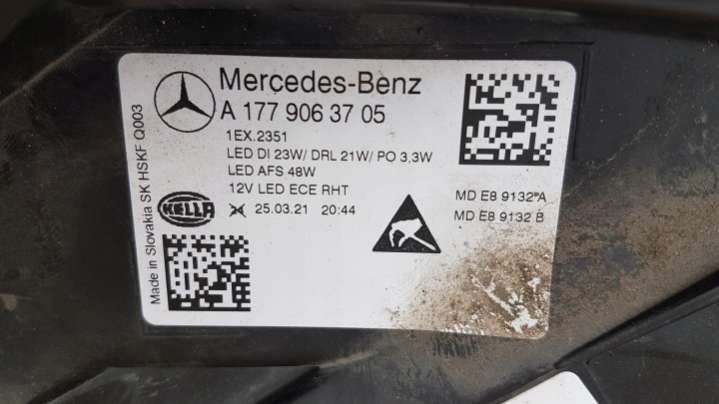 Mercedes-Benz
A 177 906 37 05
1EX.2351
LED DI 23W/ DRL 21W/ PO 3,3W
LED AFS 48W
12V LED ECE RHT
25.03.21 20:44
HELLA
MD E8 9132 A
MD E8 9132 B
Made in Slovakia SK HSKF Q003